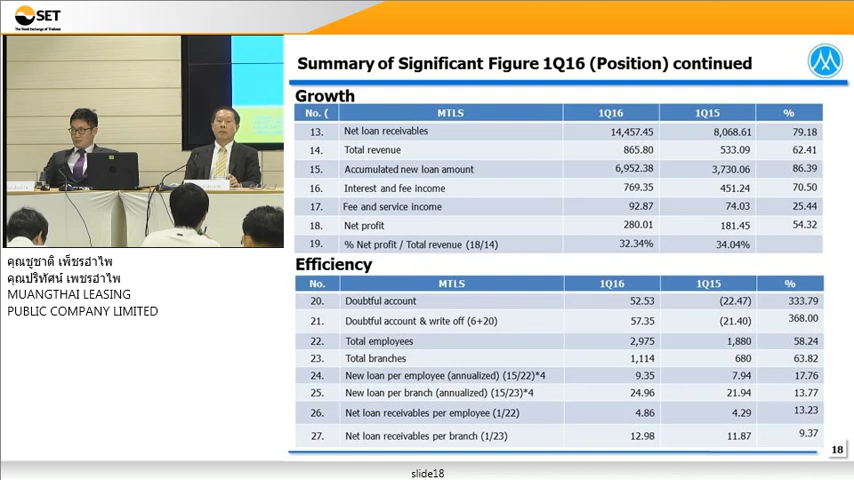 SET
The Stock Exchange of Thailand
Summary of Significant Figure 1Q16 (Position) continued
Growth
No. ( MTLS 1Q16 1Q15 %
13. Net loan receivables 14,457.45 8,068.61 79.18
14. Total revenue 865.80 533.09 62.41
15. Accumulated new loan amount 6,952.38 3,730.06 86.39
16. Interest and fee income 769.35 451.24 70.50
17. Fee and service income 92.87 74.03 25.44
18. Net profit 280.01 181.45 54.32
19. % Net profit / Total revenue (18/14) 32.34% 34.04%
Efficiency
No. MTLS 1Q16 1Q15 %
20. Doubtful account 52.53 (22.47) 333.79
21. Doubtful account & write off (6+20) 57.35 (21.40) 368.00
22. Total employees 2,975 1,880 58.24
23. Total branches 1,114 680 63.82
24. New loan per employee (annualized) (15/22)*4 9.35 7.94 17.76
25. New loan per branch (annualized) (15/23)*4 24.96 21.94 13.77
26. Net loan receivables per employee (1/22) 4.86 4.29 13.23
27. Net loan receivables per branch (1/23) 12.98 11.87 9.37
18
คุณชูชาติ เพ็ชรอำไพ
คุณปริทัศน์ เพชรอำไพ
MUANGTHAI LEASING
PUBLIC COMPANY LIMITED
slide18